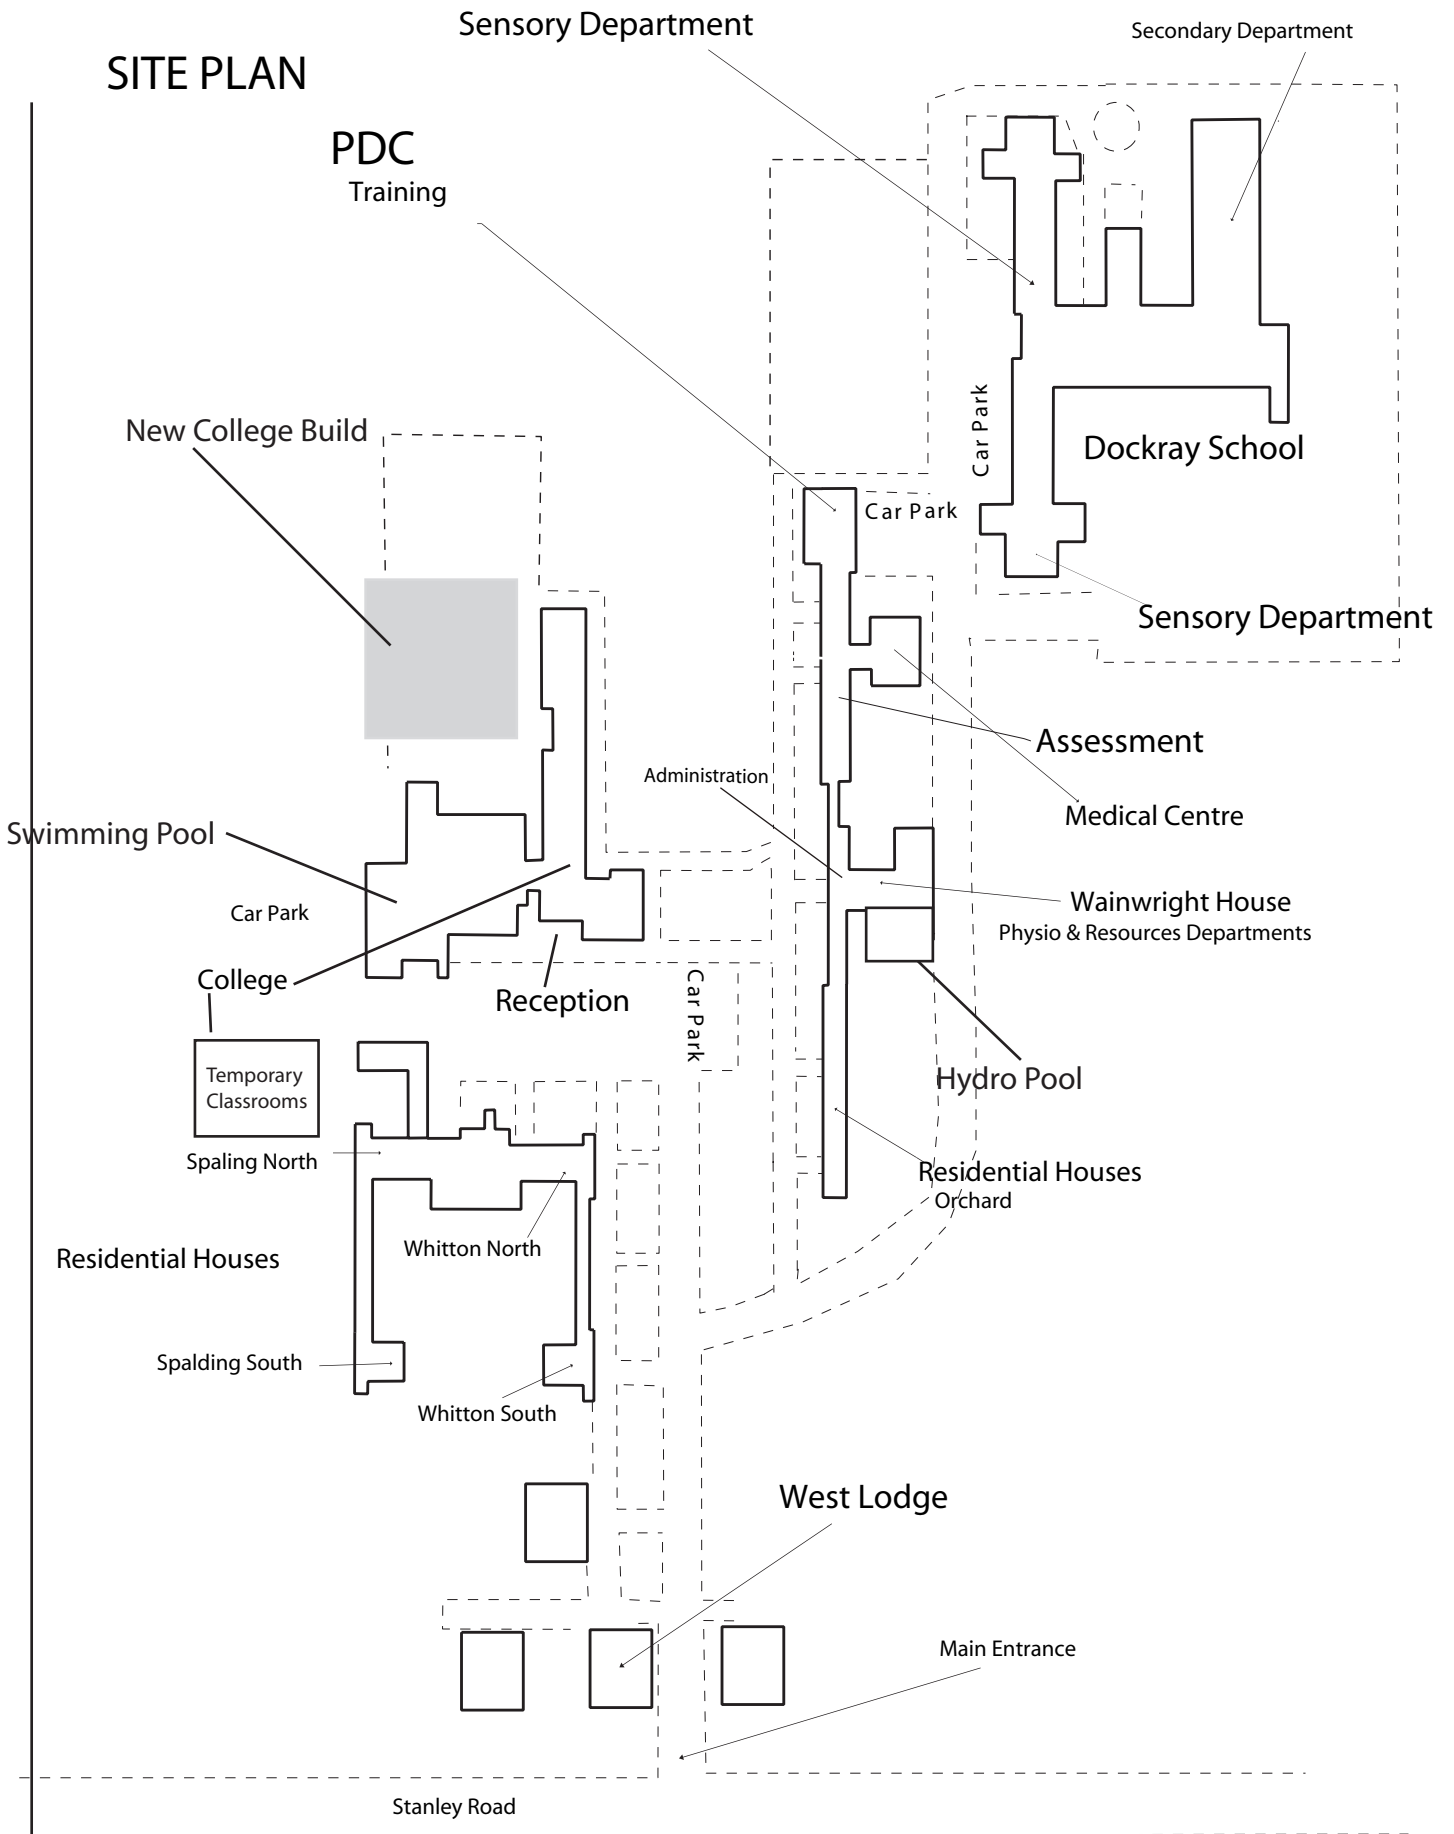 Sensory Department
Secondary Department
SITE PLAN
PDC
Training
New College Build
Car Park
Dockray School
Car Park
Sensory Department
Assessment
Administration
Medical Centre
Swimming Pool
Car Park
Wainwright House
Physio & Resources Departments
College
Reception
Car Park
Temporary
Classrooms
Hydro Pool
Spaling North
Residential Houses
Orchard
Whitton North
Residential Houses
Spalding South
Whitton South
West Lodge
Main Entrance
Stanley Road